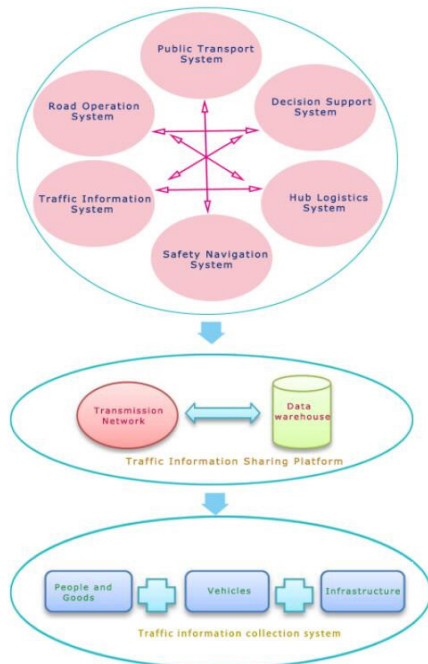 Public Transport
System
Road Operation
System
Decision Support
System
Traffic Information
System
Hub Logistics
System
Safety Navigation
System
Transmission
Network
Data
warehouse
Traffic Information Sharing Platform
People and
Goods
Vehicles
Infrastructure
Traffic information collection system